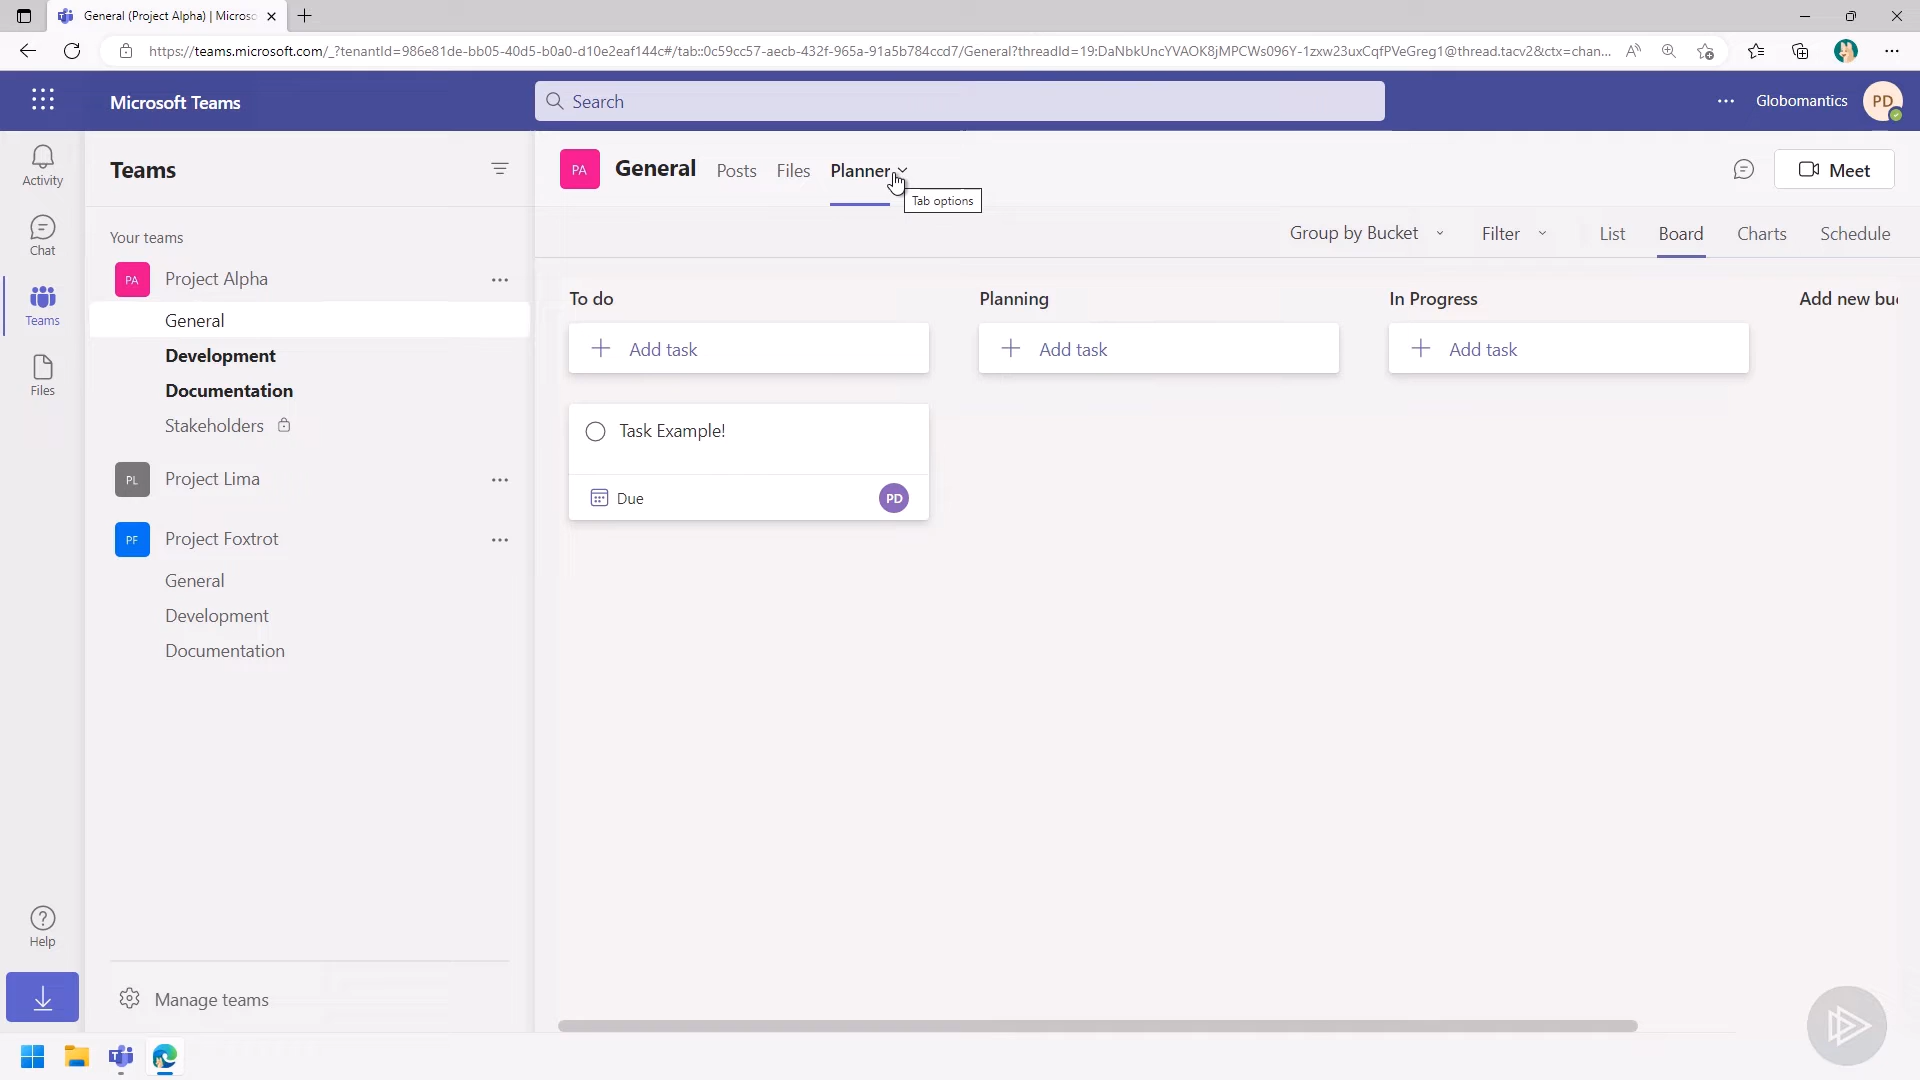 General (Project Alpha) | Microso
https://teams.microsoft.com/_?tenantId=986e81de-bb05-40d5-b0a0-d10e2eaf144c#/tab::0c59cc57-aecb-432f-965a-91a5b784ccd7/General?threadId=19:DaNbkUncYVAOK8jMPCWs096Y-1zxw23uxCqfPVeGreg1@thread.tacv2&ctx=chan...
Microsoft Teams
Search
Globomantics
PD
Activity
Chat
Teams
Files
Help
Teams
Your teams
PA Project Alpha
General
Development
Documentation
Stakeholders
PL Project Lima
PF Project Foxtrot
General
Development
Documentation
Manage teams
PA General Posts Files Planner
Tab options
Meet
Group by Bucket Filter List Board Charts Schedule
To do
Add task
Task Example!
Due
PD
Planning
Add task
In Progress
Add task
Add new buc